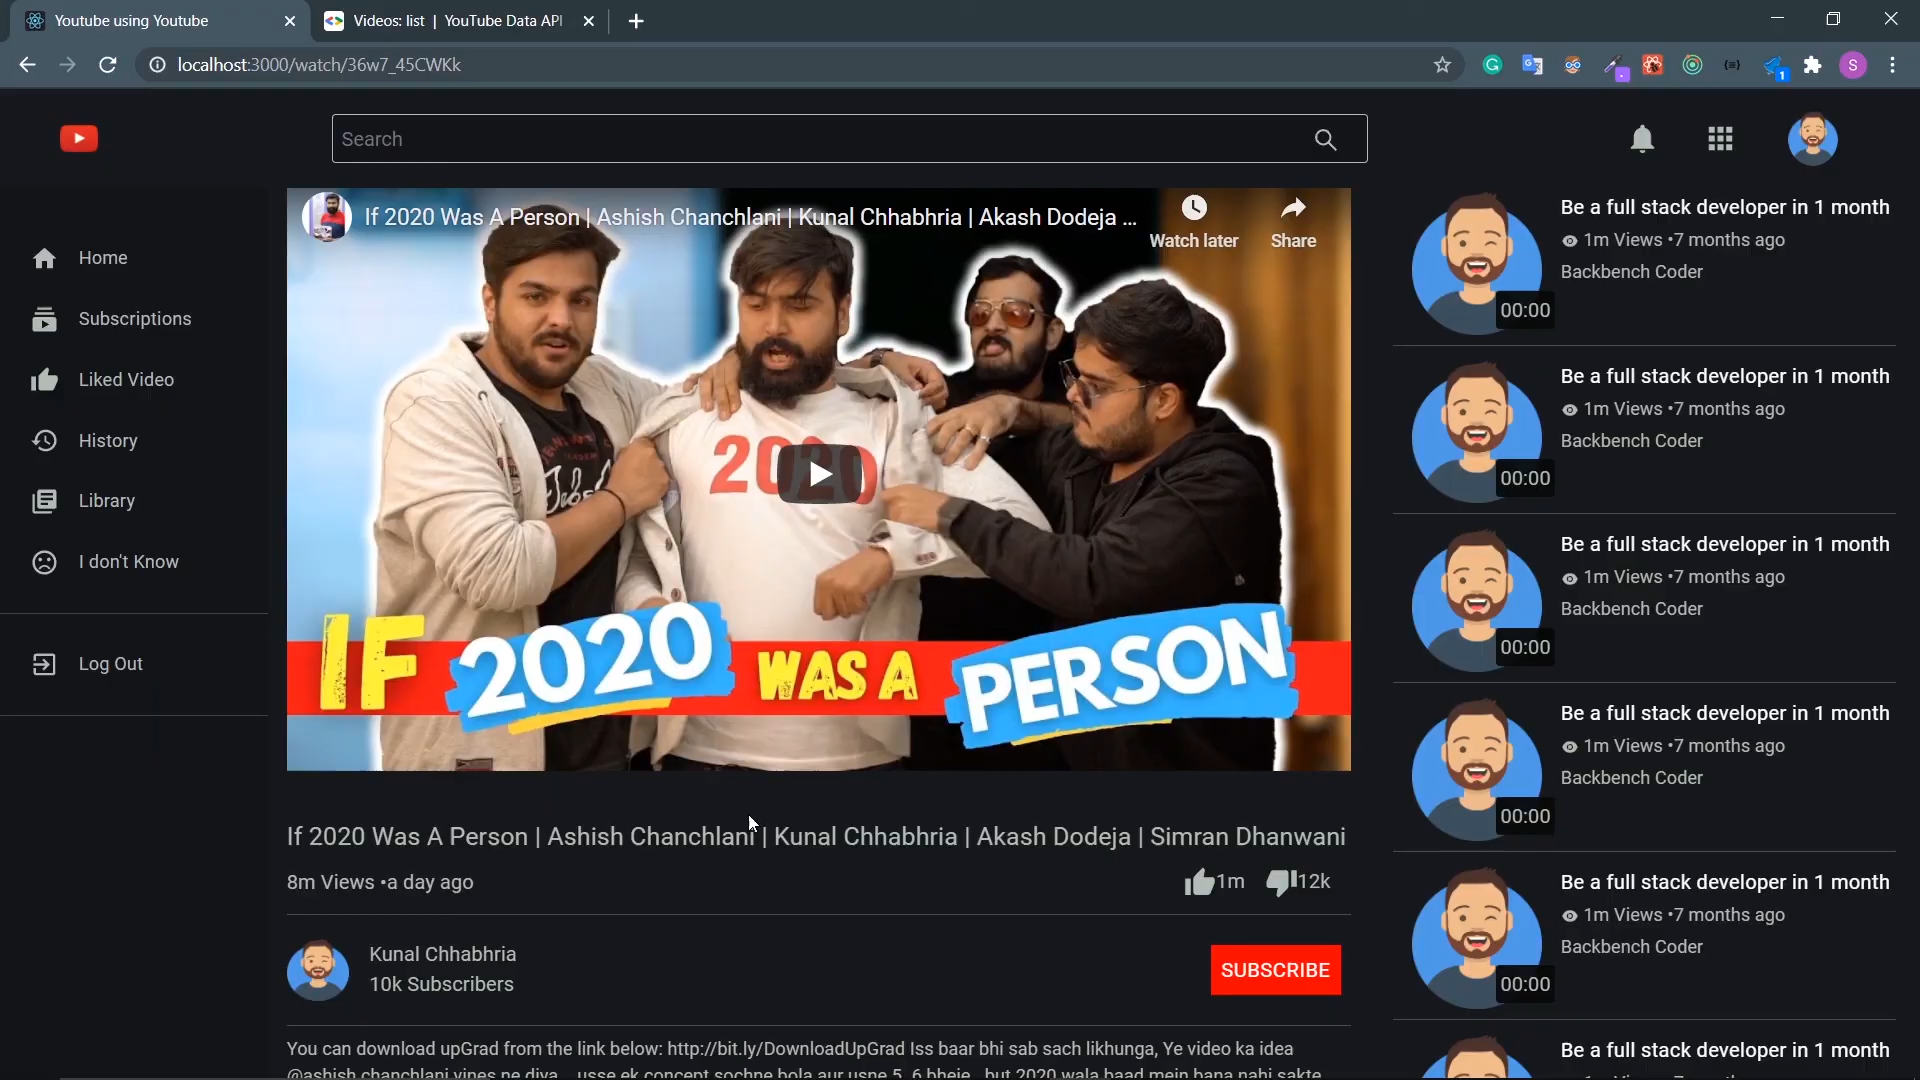 Youtube using Youtube
Videos: list | YouTube Data API
localhost:3000/watch/36w7_45CWKk
S
1
Search
Home
Subscriptions
Liked Video
History
Library
I don't Know
Log Out
If 2020 Was A Person | Ashish Chanchlani | Kunal Chhabhria | Akash Dodeja ...
Watch later
Share
2020
IF 2020 WAS A PERSON
If 2020 Was A Person | Ashish Chanchlani | Kunal Chhabhria | Akash Dodeja | Simran Dhanwani
8m Views •a day ago
1m
12k
Kunal Chhabhria
10k Subscribers
SUBSCRIBE
You can download upGrad from the link below: http://bit.ly/DownloadUpGrad Iss baar bhi sab sach likhunga, Ye video ka idea
@ashish chanchlani vines ne diya usse ek concept sochne bola aur usne 5 6 bheje but 2020 wala baad mein bana nahi sakte
Be a full stack developer in 1 month
1m Views •7 months ago
Backbench Coder
00:00
Be a full stack developer in 1 month
1m Views •7 months ago
Backbench Coder
00:00
Be a full stack developer in 1 month
1m Views •7 months ago
Backbench Coder
00:00
Be a full stack developer in 1 month
1m Views •7 months ago
Backbench Coder
00:00
Be a full stack developer in 1 month
1m Views •7 months ago
Backbench Coder
00:00
Be a full stack developer in 1 month